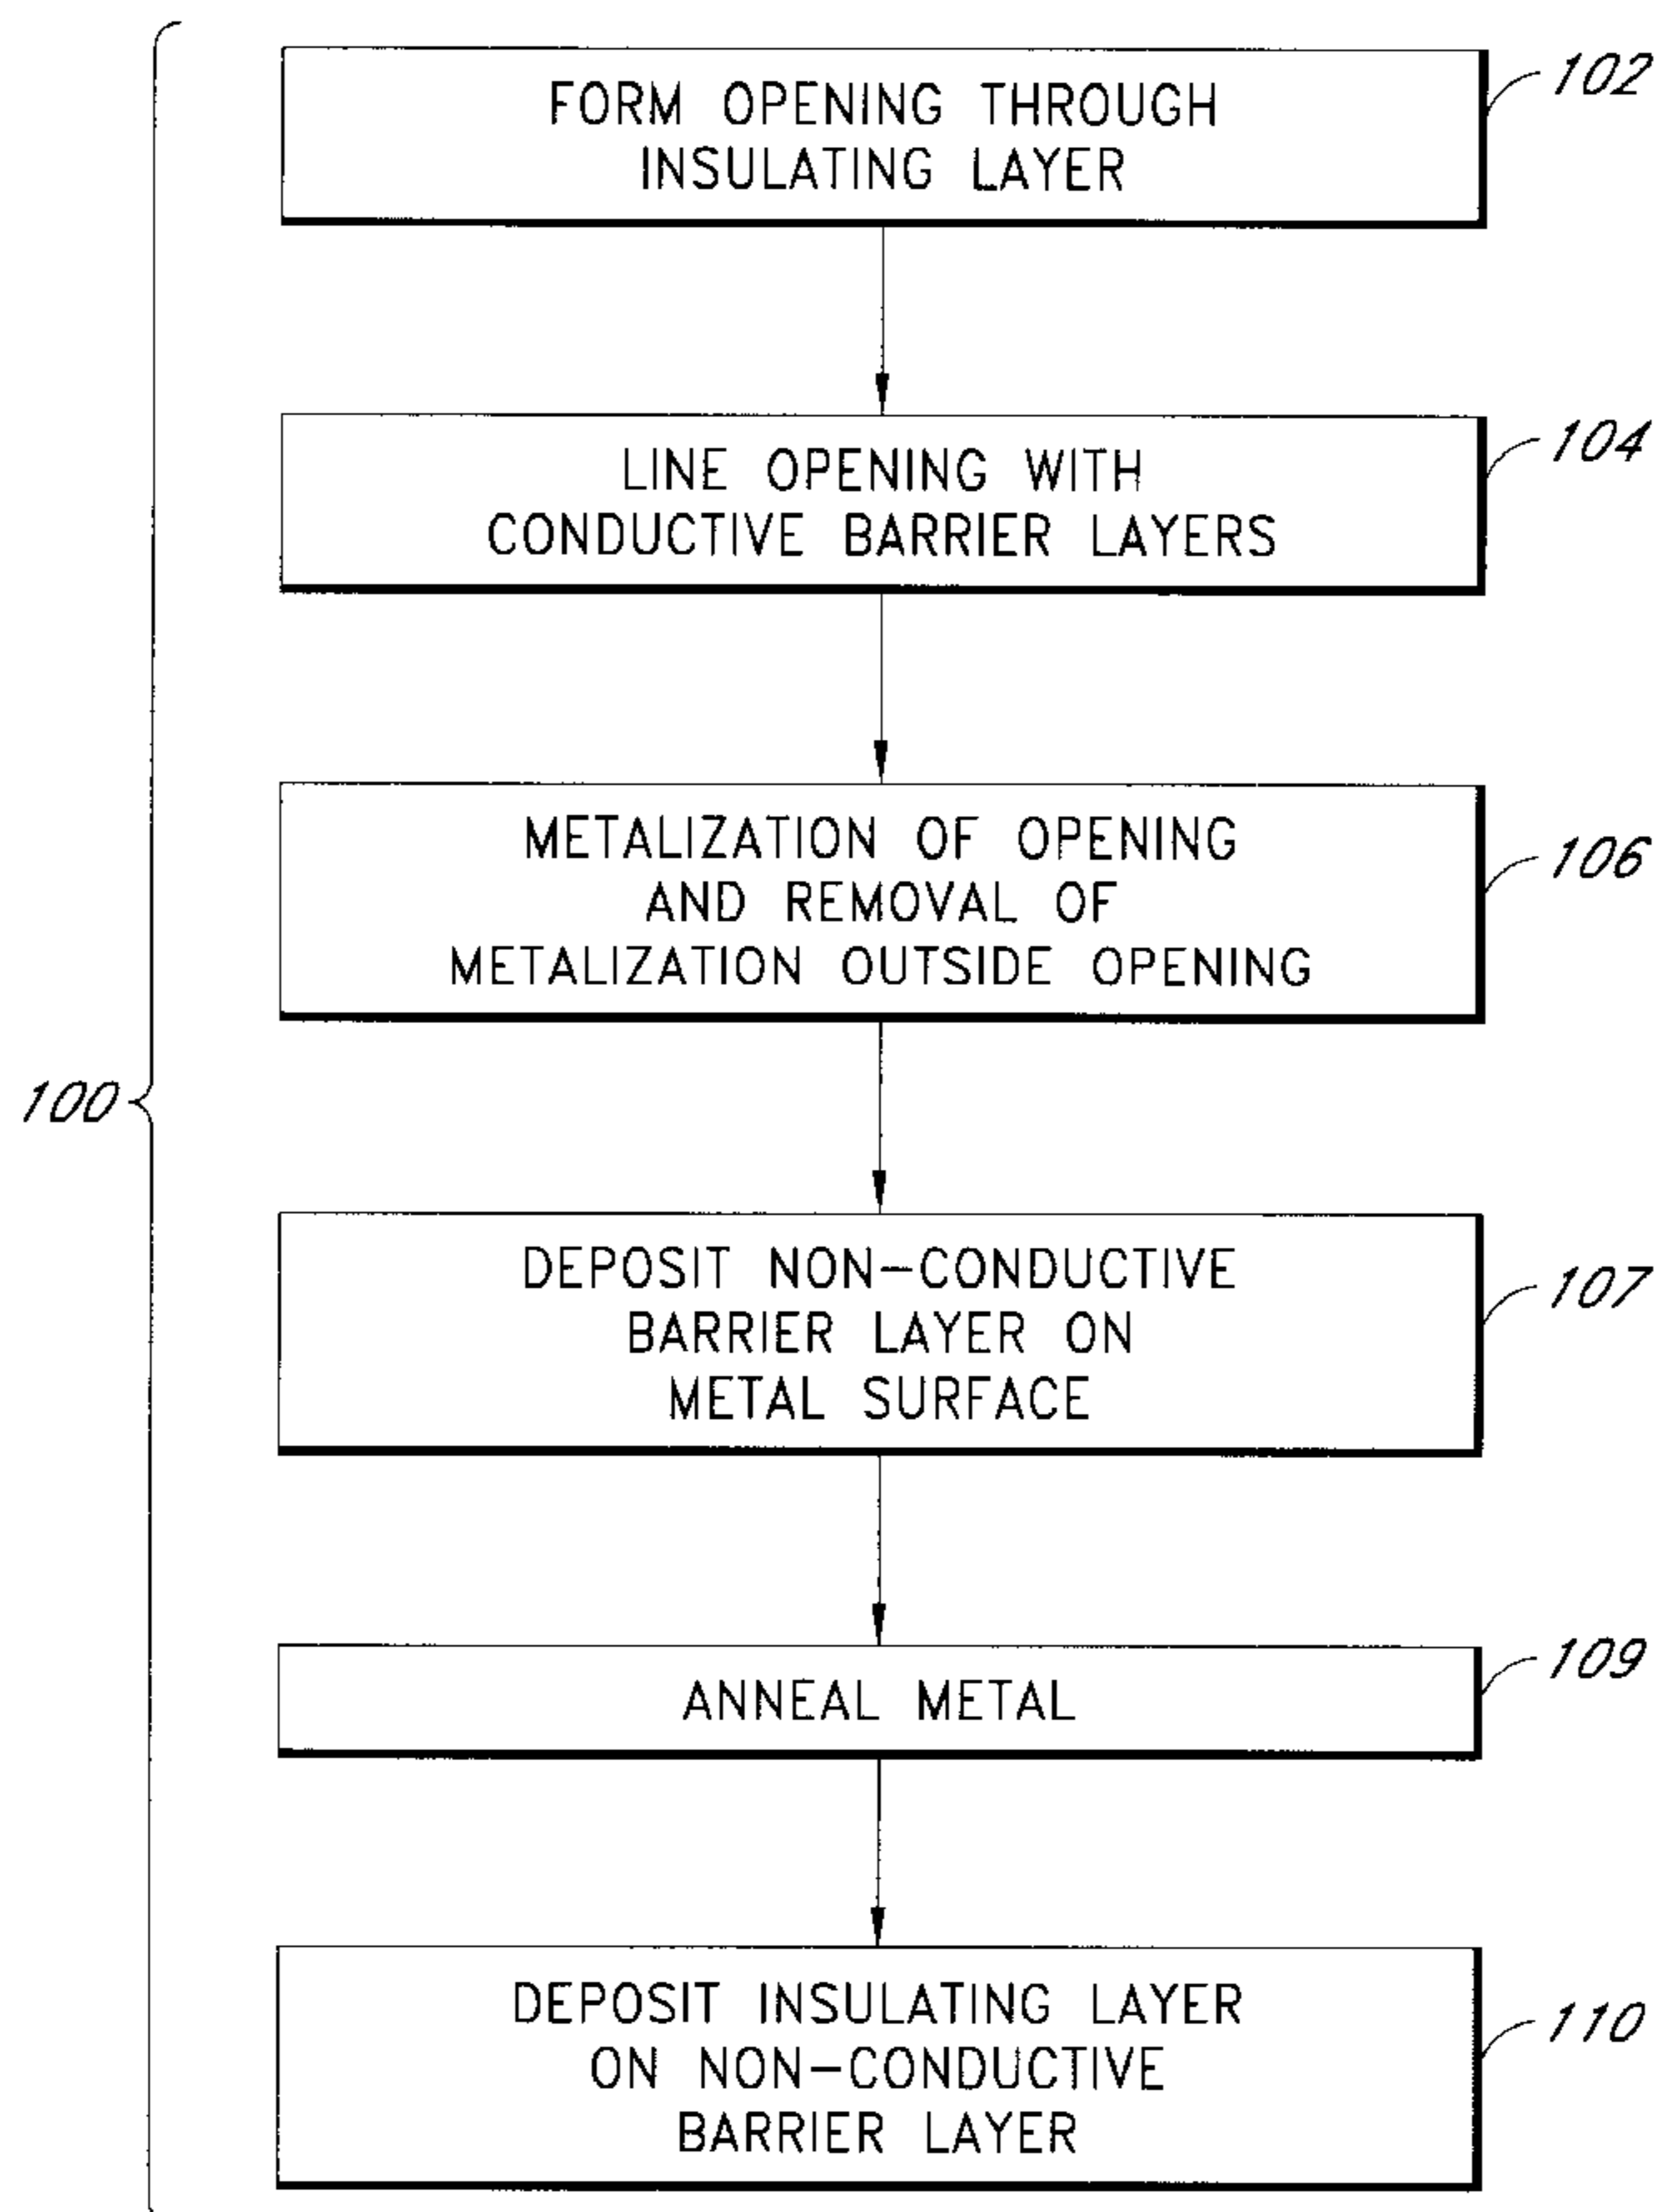 FORM OPENING THROUGH
INSULATING LAYER
102
LINE OPENING WITH
CONDUCTIVE BARRIER LAYERS
104
METALIZATION OF OPENING
AND REMOVAL OF
METALIZATION OUTSIDE OPENING
106
100
DEPOSIT NON-CONDUCTIVE
BARRIER LAYER ON
METAL SURFACE
107
ANNEAL METAL
109
DEPOSIT INSULATING LAYER
ON NON-CONDUCTIVE
BARRIER LAYER
110